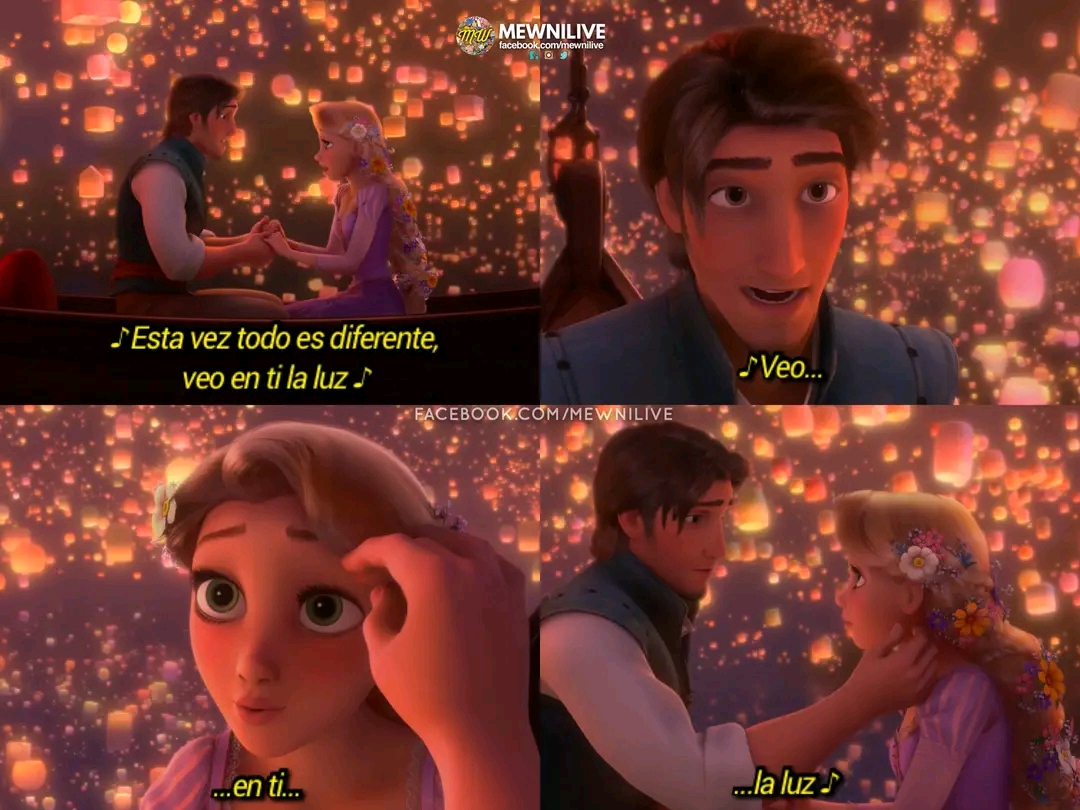 MW
MEWNILIVE
facebook.com/mewnilive
♪Esta vez todo es diferente,
veo en ti la luz♪
♪Veo...
FACEBOOK.COM/MEWNILIVE
...en ti...
...la luz♪